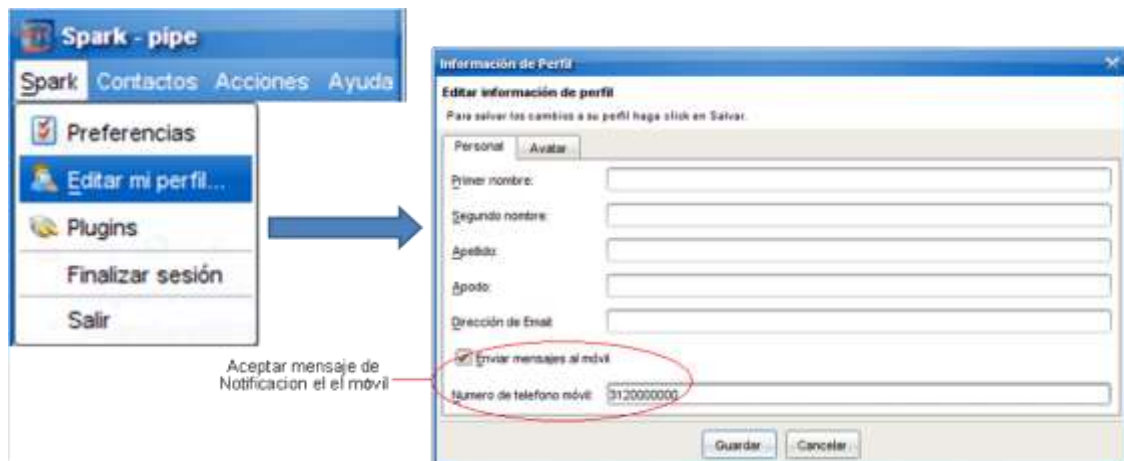 Spark - pipe
Spark Contactos Acciones Ayuda
Preferencias
Editar mi perfil...
Plugins
Finalizar sesión
Salir
Aceptar mensaje de
Notificacion el el móvil
Información de Perfil
Editar información de perfil
Para salvar los cambios a su perfil haga click en Salvar.
Personal Avatar
Primer nombre:
Segundo nombre:
Apellido:
Apodo:
Dirección de Email:
Enviar mensajes al móvil
Numero de telefono móvil: 3120000000
Guardar Cancelar